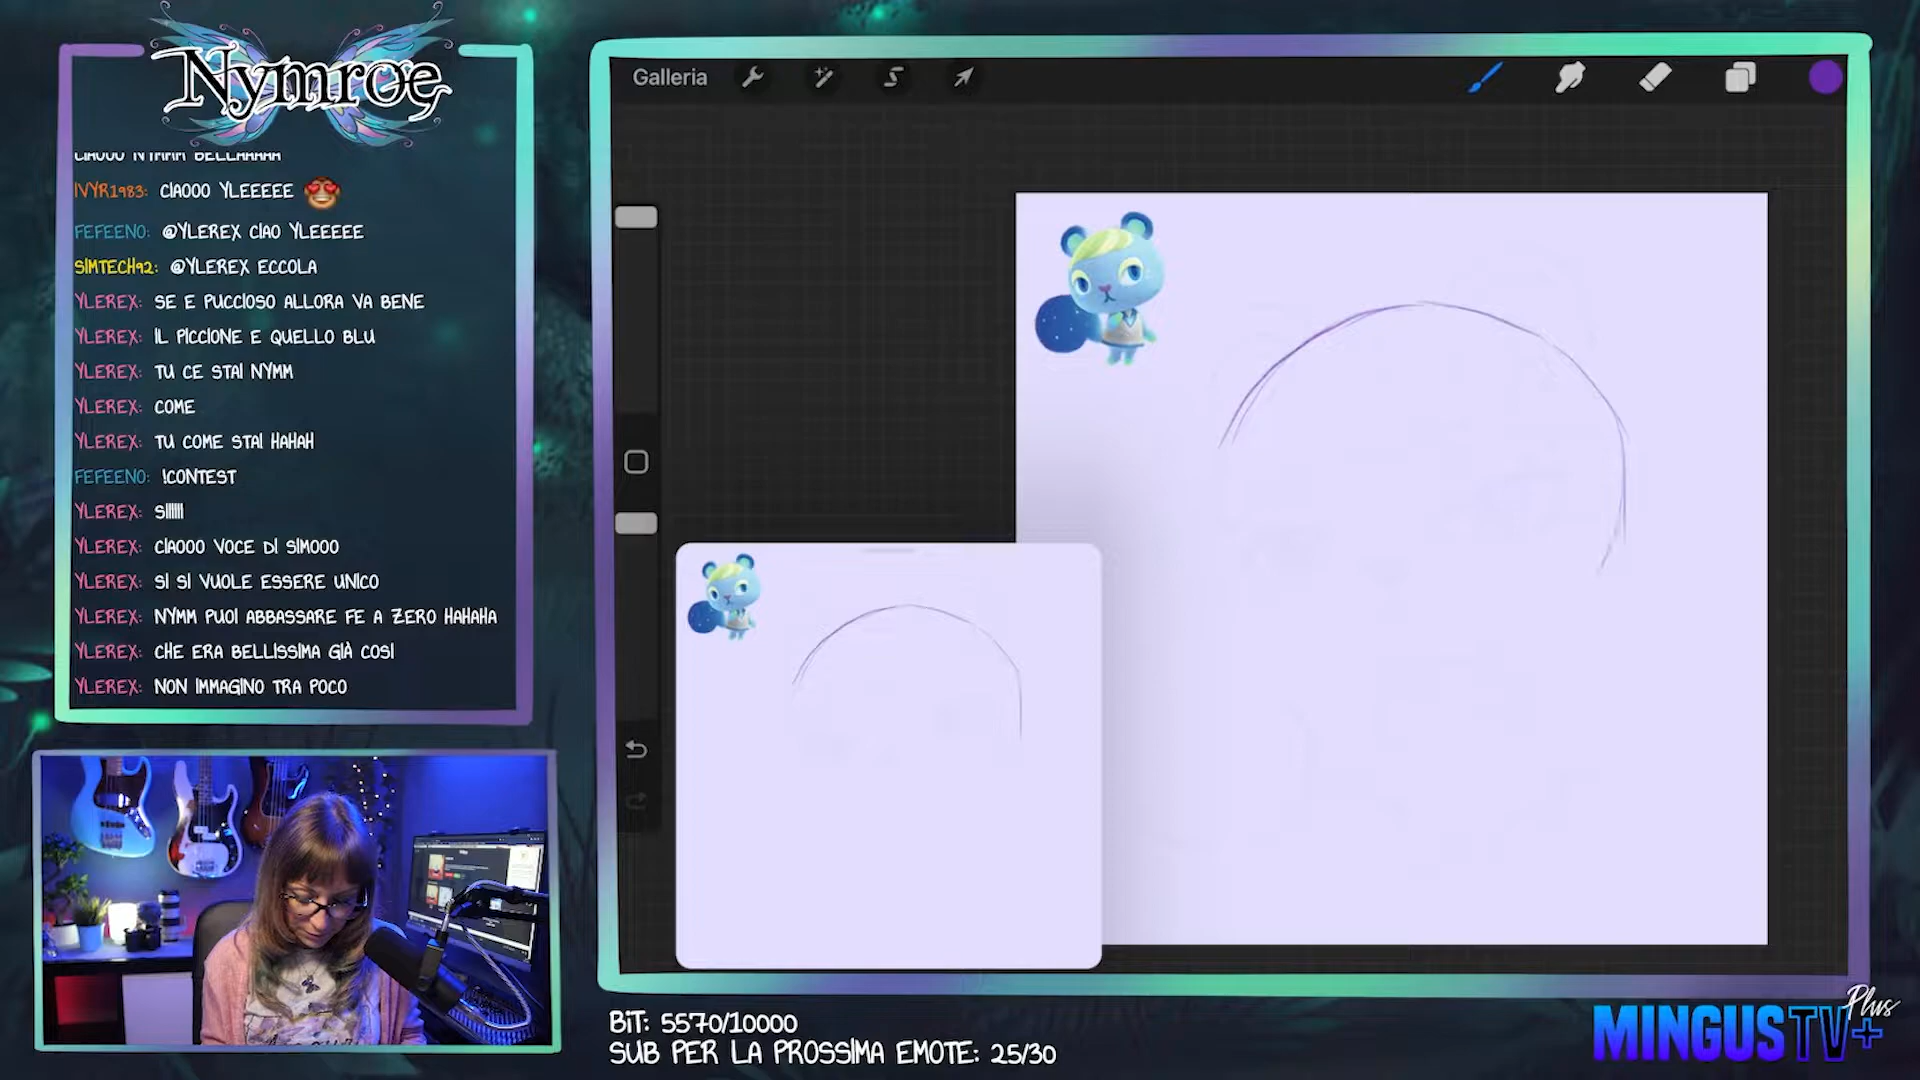 Nymroe
CIAOOO NYMM BELLAAAAA
IVYR1983: CIAOOO YLEEEEE
FEFEENO: @YLEREX CIAO YLEEEEE
SIMTECH92: @YLEREX ECCOLA
YLEREX: SE E PUCCIOSO ALLORA VA BENE
YLEREX: IL PICCIONE E QUELLO BLU
YLEREX: TU CE STAI NYMM
YLEREX: COME
YLEREX: TU COME STAI HAHAH
FEFEENO: !CONTEST
YLEREX: SIIIIII
YLEREX: CIAOOO VOCE DI SIMOOO
YLEREX: SI SI VUOLE ESSERE UNICO
YLEREX: NYMM PUOI ABBASSARE FE A ZERO HAHAHA
YLEREX: CHE ERA BELLISSIMA GIÀ COSI
YLEREX: NON IMMAGINO TRA POCO
Galleria
BIT: 5570/10000
SUB PER LA PROSSIMA EMOTE: 25/30
MINGUSTV+ Plus